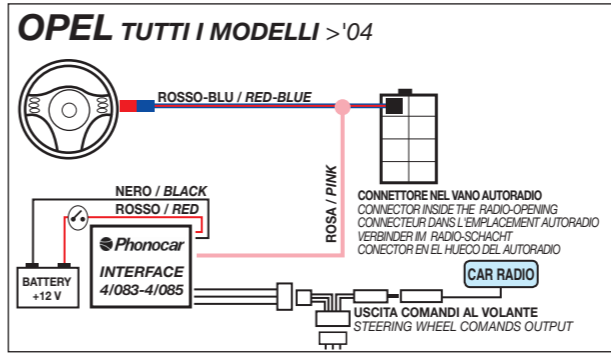 OPEL TUTTI I MODELLI >'04
ROSSO-BLU / RED-BLUE
NERO / BLACK
ROSSO / RED
ROSA / PINK
CONNETTORE NEL VANO AUTORADIO
CONNECTOR INSIDE THE RADIO-OPENING
CONNECTEUR DANS L'EMPLACEMENT AUTORADIO
VERBINDER IM RADIO-SCHACHT
CONECTOR EN EL HUECO DEL AUTORADIO
Phonocar
INTERFACE
4/083-4/085
BATTERY
+12 V
CAR RADIO
USCITA COMANDI AL VOLANTE
STEERING WHEEL COMANDS OUTPUT